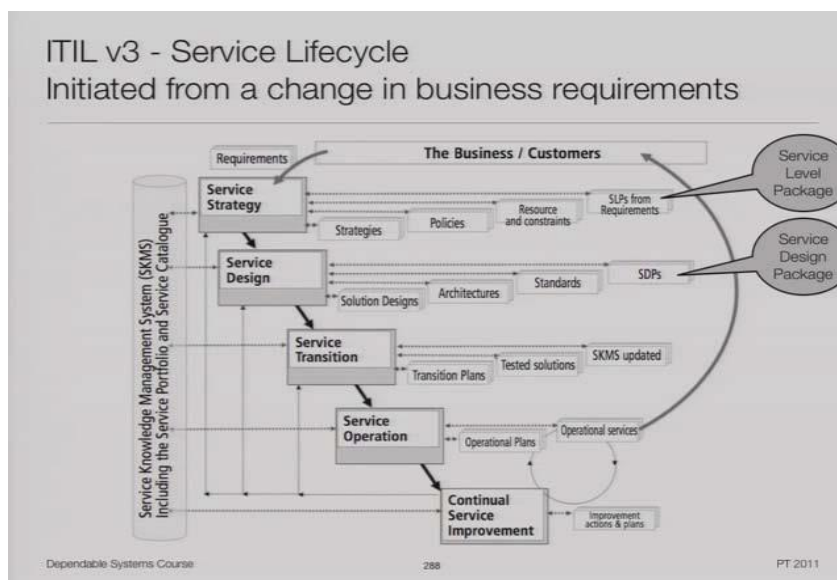 ITIL v3 - Service Lifecycle
Initiated from a change in business requirements
Requirements
The Business / Customers
Service
Level
Package
Service
Strategy
Strategies
Policies
Resource
and constraints
SLPs from
Requirements
Service
Design
Package
Service
Design
Solution Designs
Architectures
Standards
SDPs
Service
Transition
Transition Plans
Tested solutions
SKMS updated
Service
Operation
Operational Plans
Operational services
Continual
Service
Improvement
Improvement
actions & plans
Service Knowledge Management System (SKMS)
Including the Service Portfolio and Service Catalogue
Dependable Systems Course
288
PT 2011